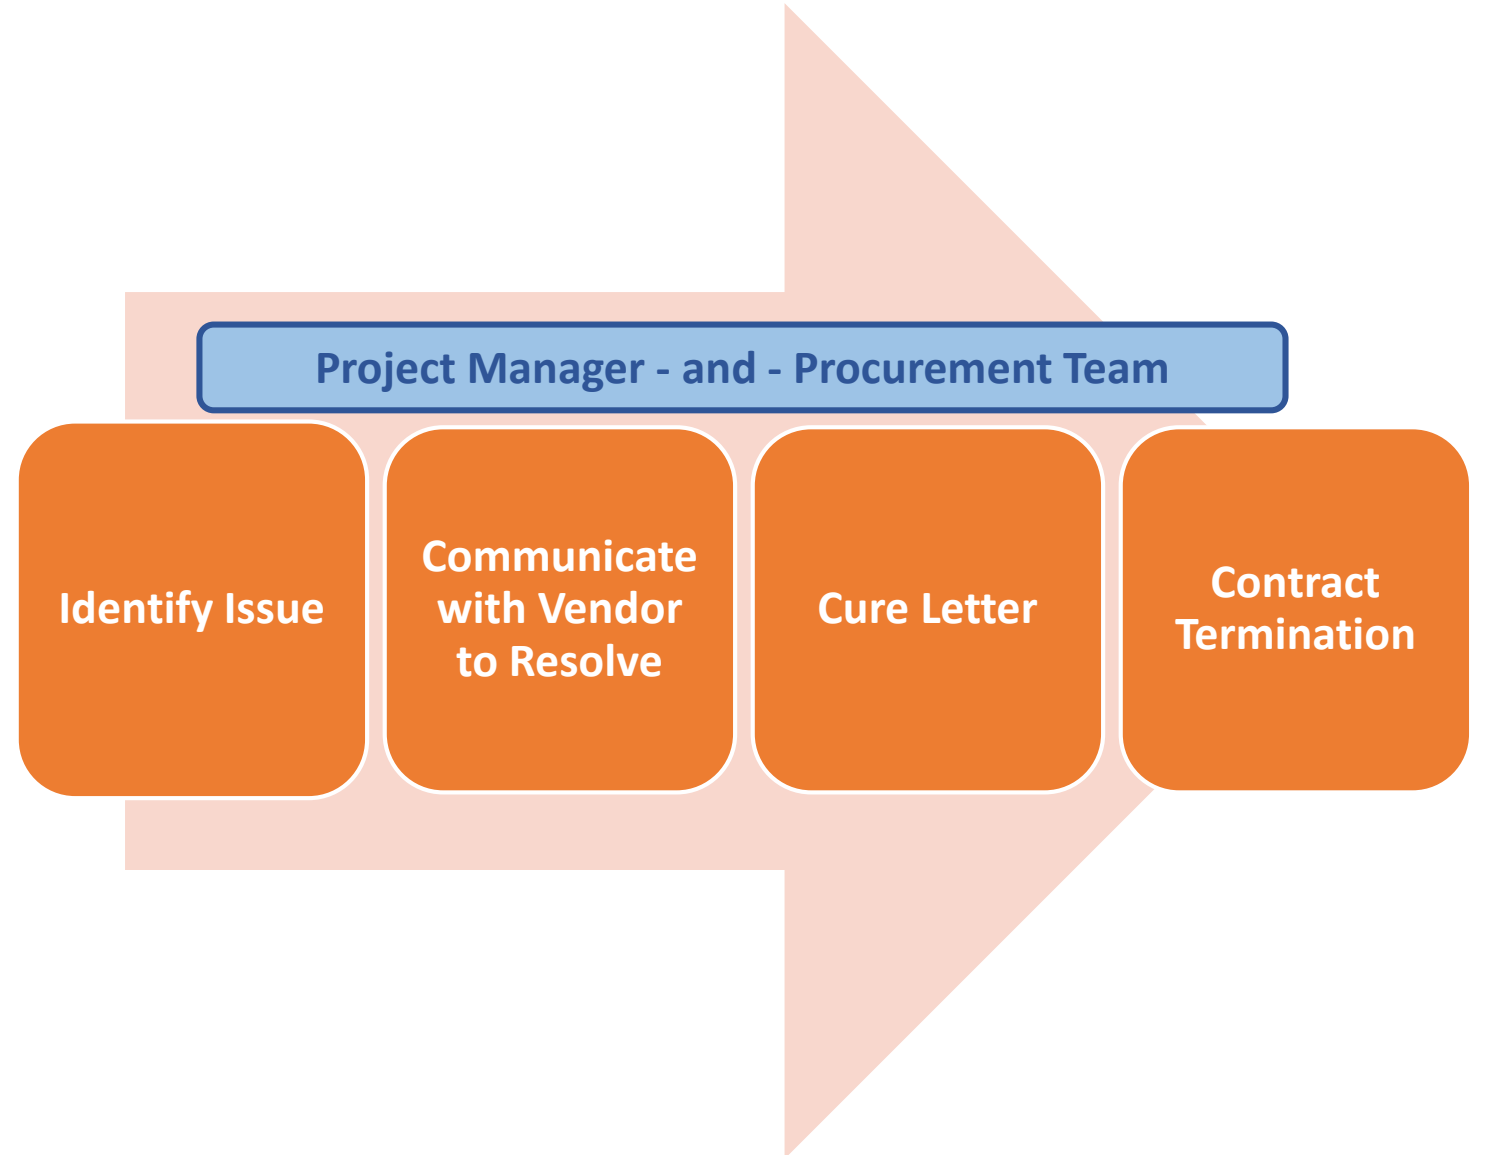 Project Manager - and - Procurement Team
Identify Issue
Communicate
with Vendor
to Resolve
Cure Letter
Contract
Termination